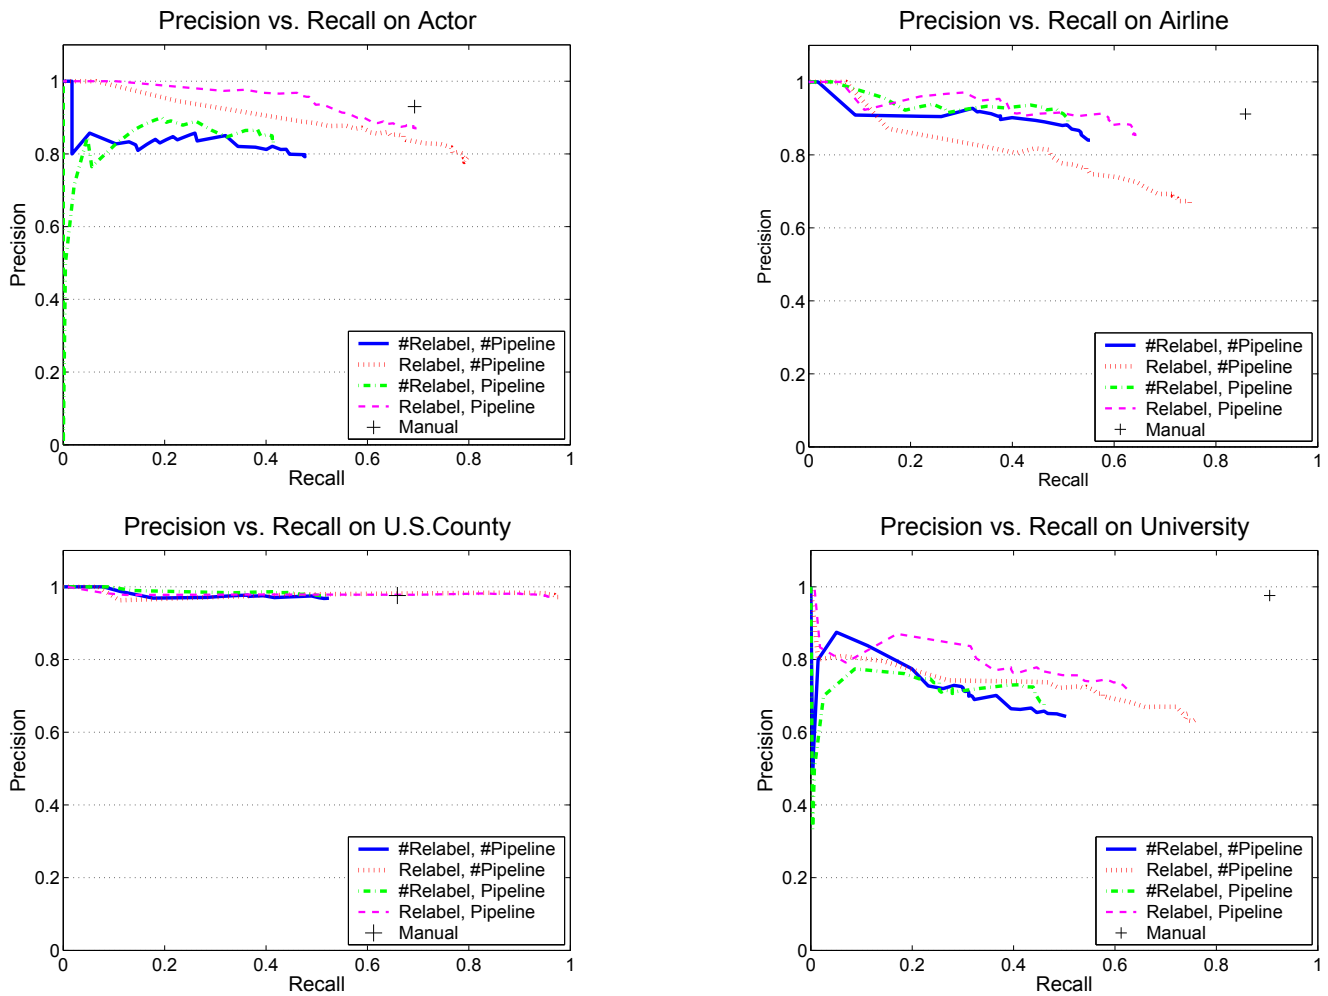 Precision vs. Recall on Actor
Precision
1
0.8
0.6
0.4
0.2
0
0 0.2 0.4 0.6 0.8 1
Recall
#Relabel, #Pipeline
Relabel, #Pipeline
#Relabel, Pipeline
Relabel, Pipeline
Manual
Precision vs. Recall on Airline
Precision
1
0.8
0.6
0.4
0.2
0
0 0.2 0.4 0.6 0.8 1
Recall
#Relabel, #Pipeline
Relabel, #Pipeline
#Relabel, Pipeline
Relabel, Pipeline
Manual
Precision vs. Recall on U.S.County
Precision
1
0.8
0.6
0.4
0.2
0
0 0.2 0.4 0.6 0.8 1
Recall
#Relabel, #Pipeline
Relabel, #Pipeline
#Relabel, Pipeline
Relabel, Pipeline
Manual
Precision vs. Recall on University
Precision
1
0.8
0.6
0.4
0.2
0
0 0.2 0.4 0.6 0.8 1
Recall
#Relabel, #Pipeline
Relabel, #Pipeline
#Relabel, Pipeline
Relabel, Pipeline
Manual